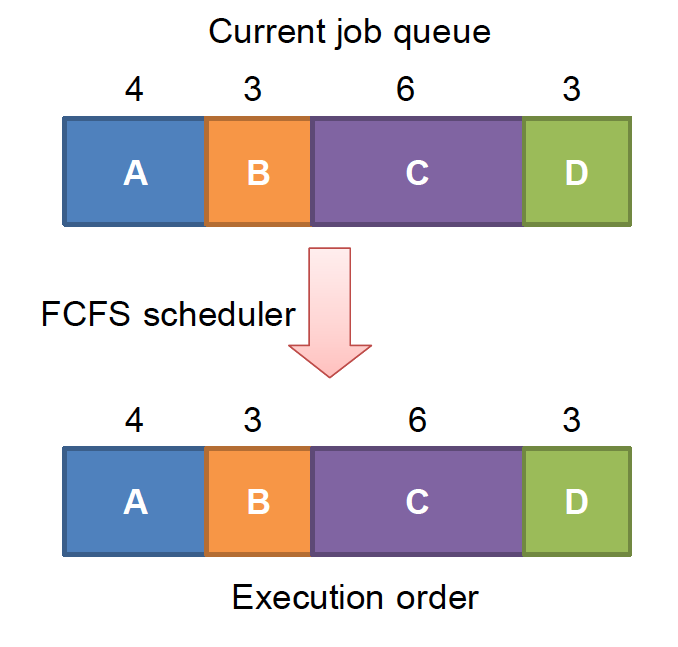 Current job queue
4 3 6 3
A B C D
FCFS scheduler
4 3 6 3
A B C D
Execution order